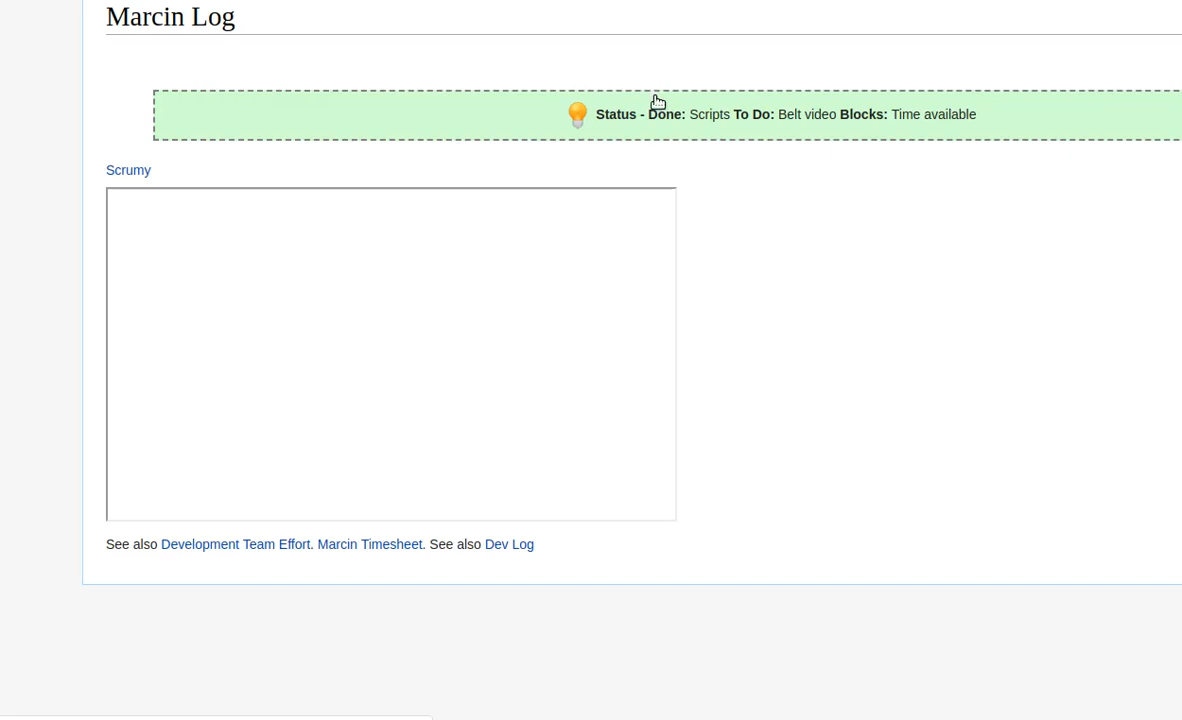 Marcin Log
Status - Done: Scripts To Do: Belt video Blocks: Time available
Scrumy
See also Development Team Effort. Marcin Timesheet. See also Dev Log